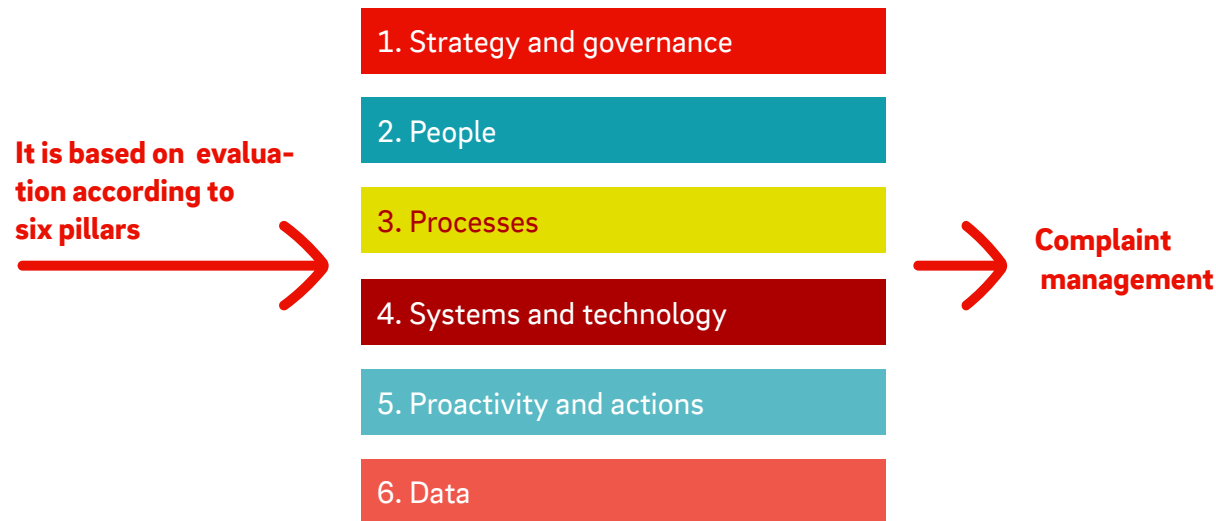 It is based on  evalua-
tion according to
six pillars
1. Strategy and governance
2. People
3. Processes
4. Systems and technology
5. Proactivity and actions
6. Data
Complaint
management